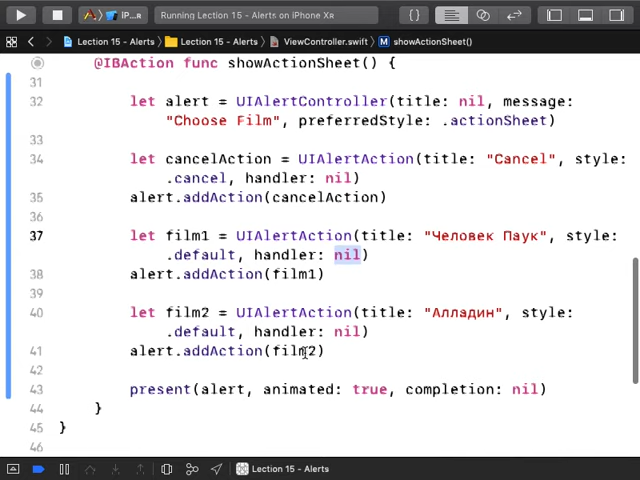 IP...R
Running Lection 15 - Alerts on iPhone Xʀ
Lection 15 - Alerts
Lection 15 - Alerts
ViewController.swift
M
showActionSheet()
@IBAction func showActionSheet() {
31
32 let alert = UIAlertController(title: nil, message:
"Choose Film", preferredStyle: .actionSheet)
33
34 let cancelAction = UIAlertAction(title: "Cancel", style:
.cancel, handler: nil)
35 alert.addAction(cancelAction)
36
37 let film1 = UIAlertAction(title: "Человек Паук", style:
.default, handler: nil)
38 alert.addAction(film1)
39
40 let film2 = UIAlertAction(title: "Алладин", style:
.default, handler: nil)
41 alert.addAction(film2)
42
43 present(alert, animated: true, completion: nil)
44 }
45 }
46
Lection 15 - Alerts